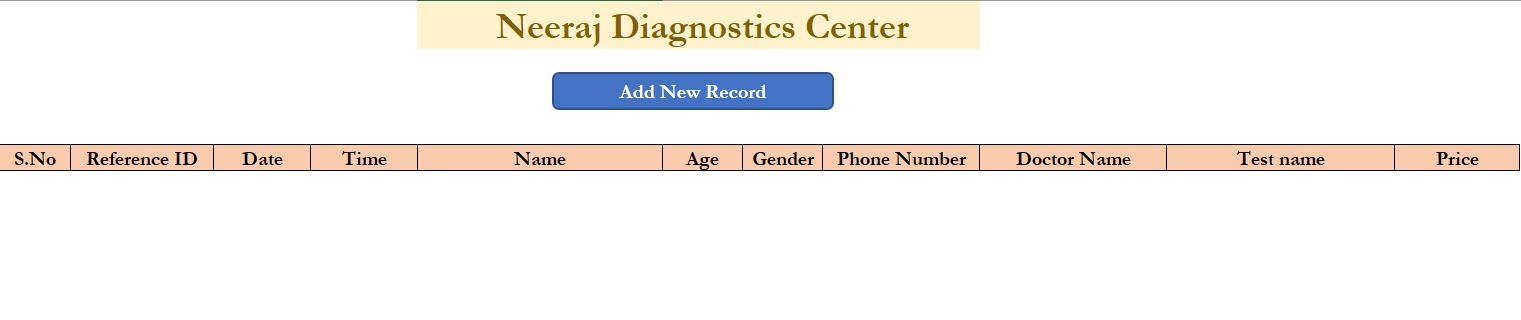 Neeraj Diagnostics Center
Add New Record
S.No Reference ID Date Time Name Age Gender Phone Number Doctor Name Test name Price